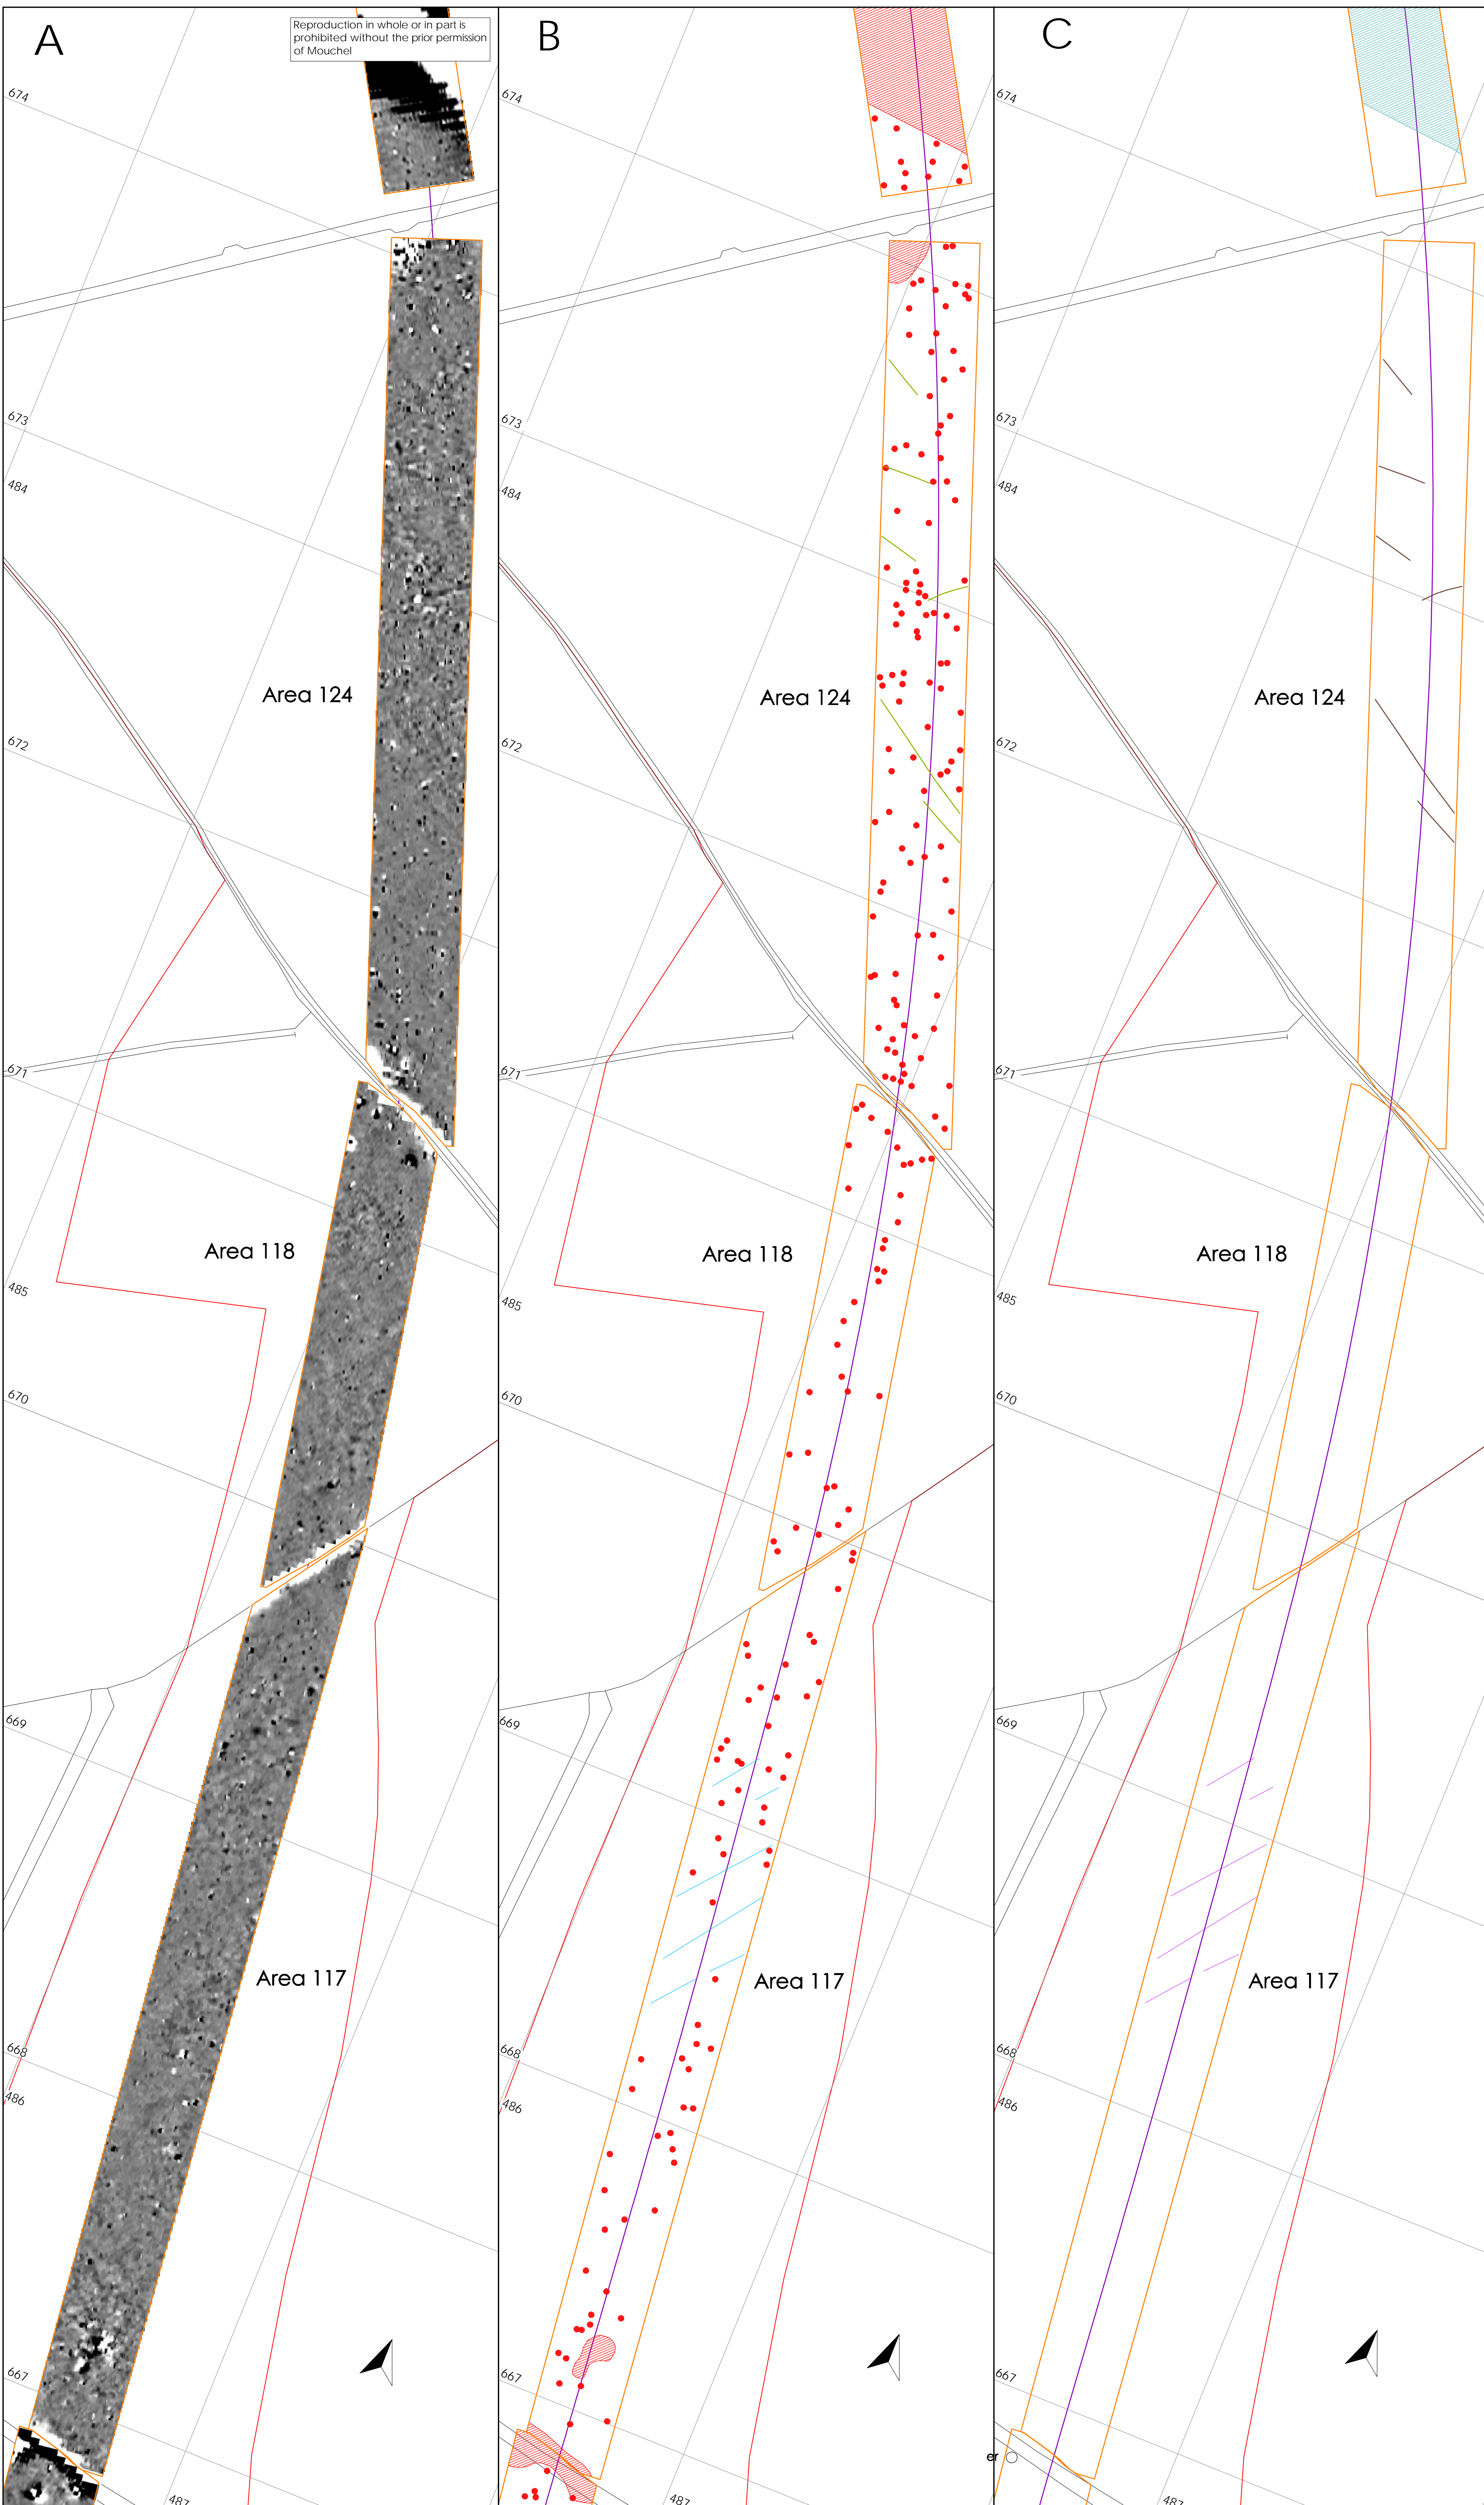 A
Reproduction in whole or in part is
prohibited without the prior permission
of Mouchel
674
673
484
672
Area 124
671
Area 118
485
670
669
Area 117
668
486
667
487
B
674
673
484
672
Area 124
671
Area 118
485
670
669
Area 117
668
486
667
487
C
674
673
484
672
Area 124
671
Area 118
485
670
669
Area 117
668
486
667
er
487